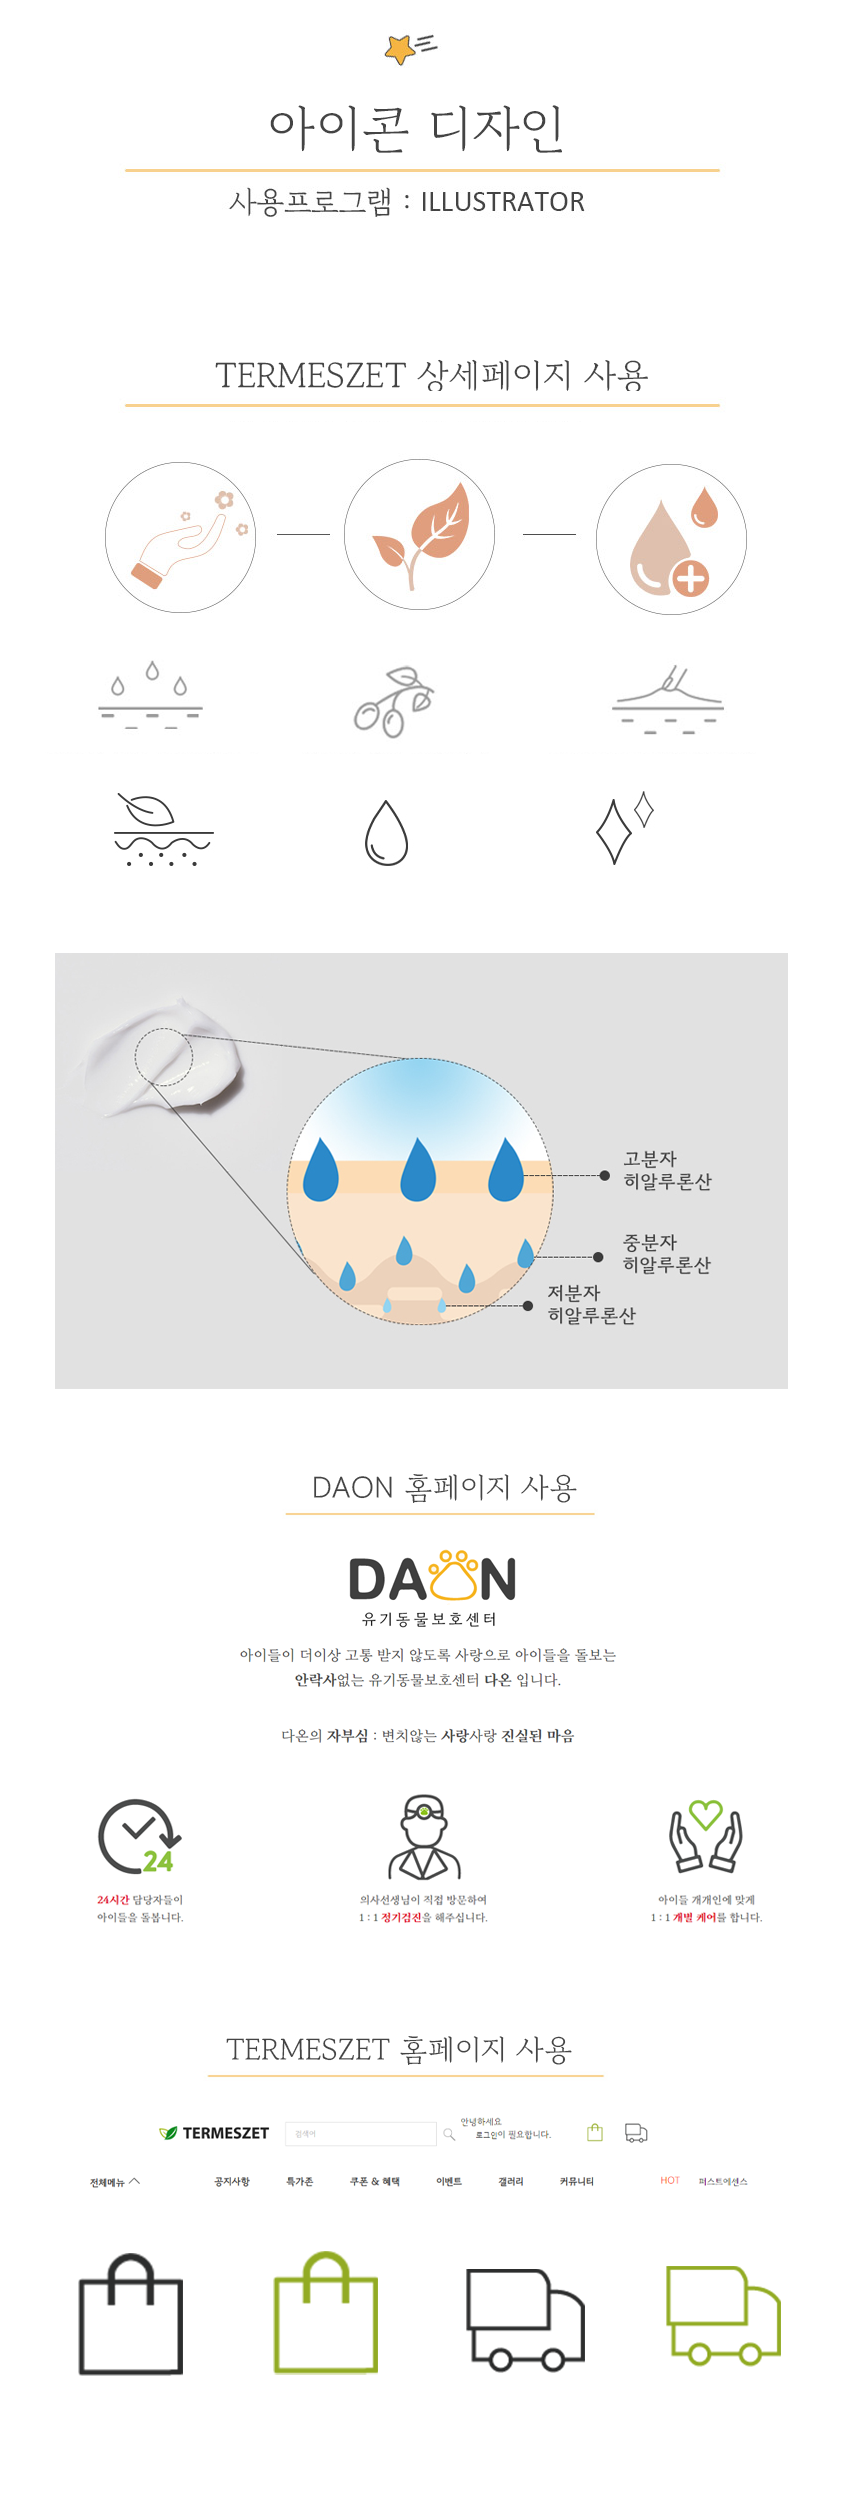 아이콘 디자인
사용프로그램 : ILLUSTRATOR
TERMESZET 상세페이지 사용
고분자
히알루론산
중분자
히알루론산
저분자
히알루론산
DAON 홈페이지 사용
DAON
유기동물보호센터
아이들이 더이상 고통 받지 않도록 사랑으로 아이들을 돌보는
안락사없는 유기동물보호센터 다온 입니다.
다온의 자부심 : 변치않는 사랑사랑 진실된 마음
24
24시간 담당자들이
아이들을 돌봅니다.
의사선생님이 직접 방문하여
1 : 1 정기검진을 해주십니다.
아이들 개개인에 맞게
1 : 1 개별 케어를 합니다.
TERMESZET 홈페이지 사용
TERMESZET
검색어
안녕하세요
로그인이 필요합니다.
전체메뉴 공지사항 특가존 쿠폰 & 혜택 이벤트 갤러리 커뮤니티 HOT 퍼스트에센스